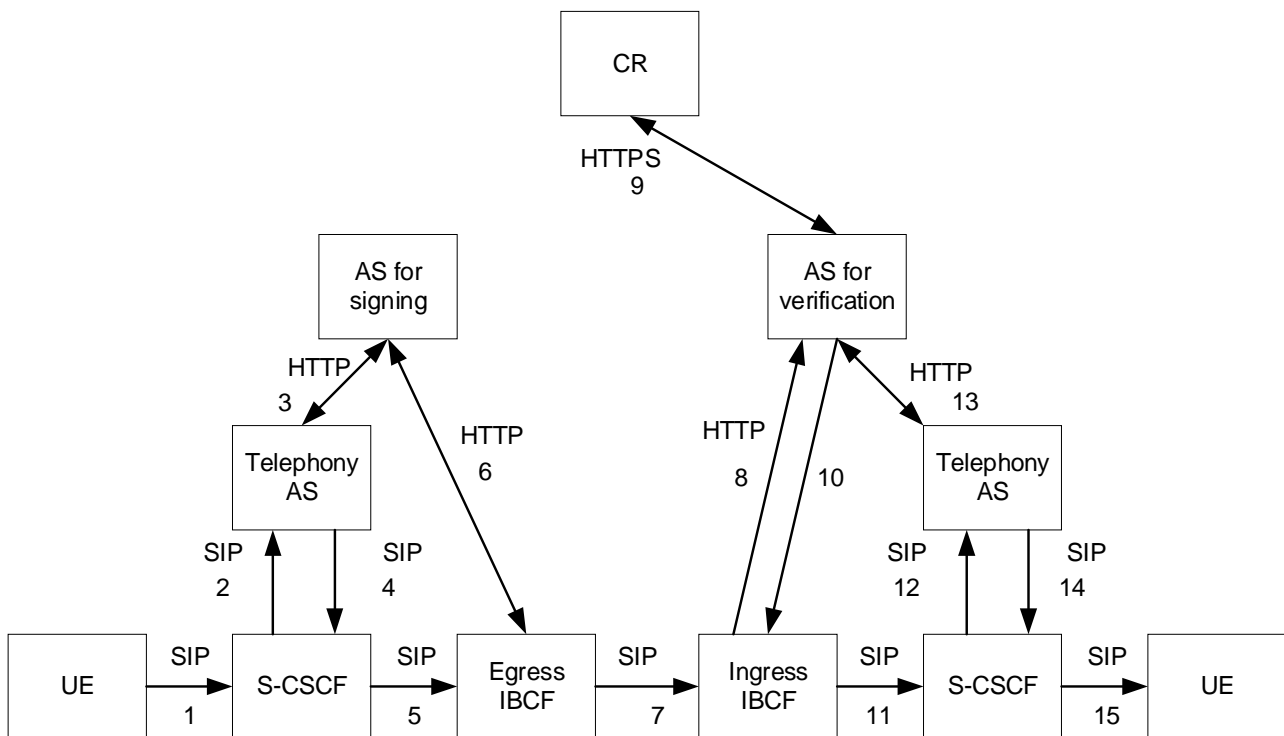 CR
HTTPS
9
AS for
signing
AS for
verification
HTTP
3
HTTP
13
HTTP
6
HTTP
8
10
Telephony
AS
Telephony
AS
SIP
2
SIP
4
SIP
12
SIP
14
UE
SIP
1
S-CSCF
SIP
5
Egress
IBCF
SIP
7
Ingress
IBCF
SIP
11
S-CSCF
SIP
15
UE